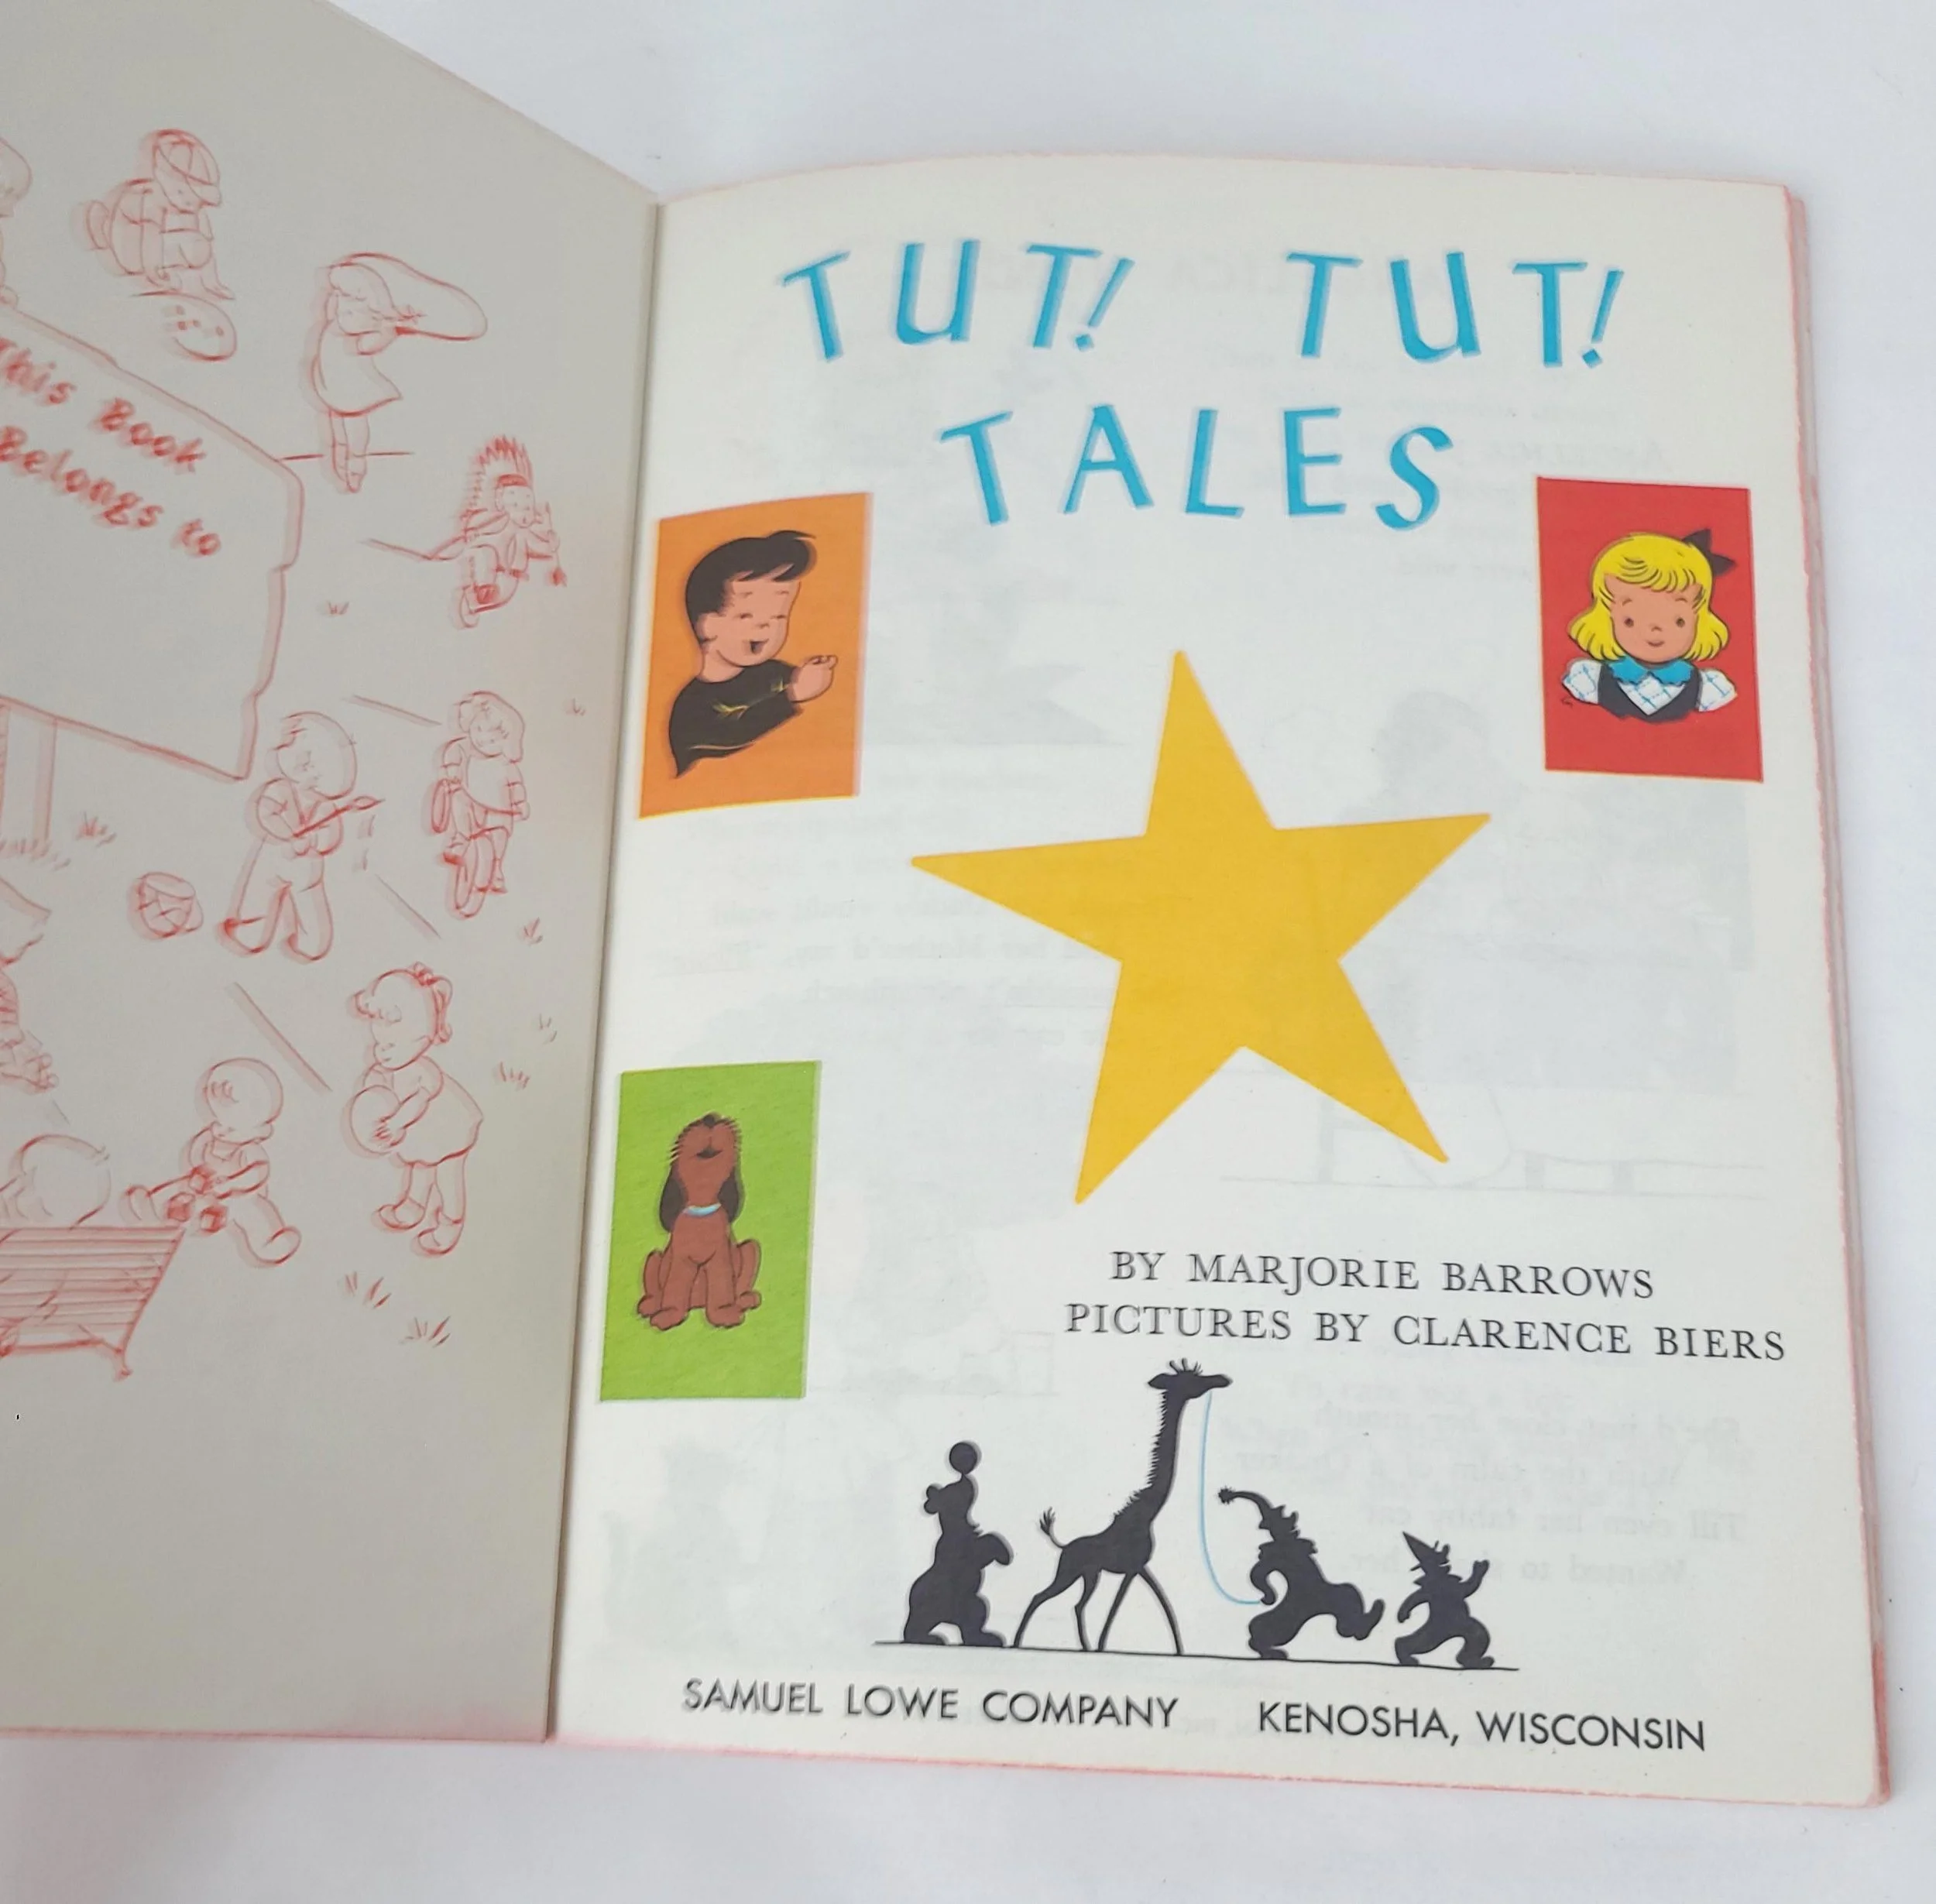 This Book
Belongs to
TUT! TUT!
TALES
BY MARJORIE BARROWS
PICTURES BY CLARENCE BIERS
SAMUEL LOWE COMPANY KENOSHA, WISCONSIN